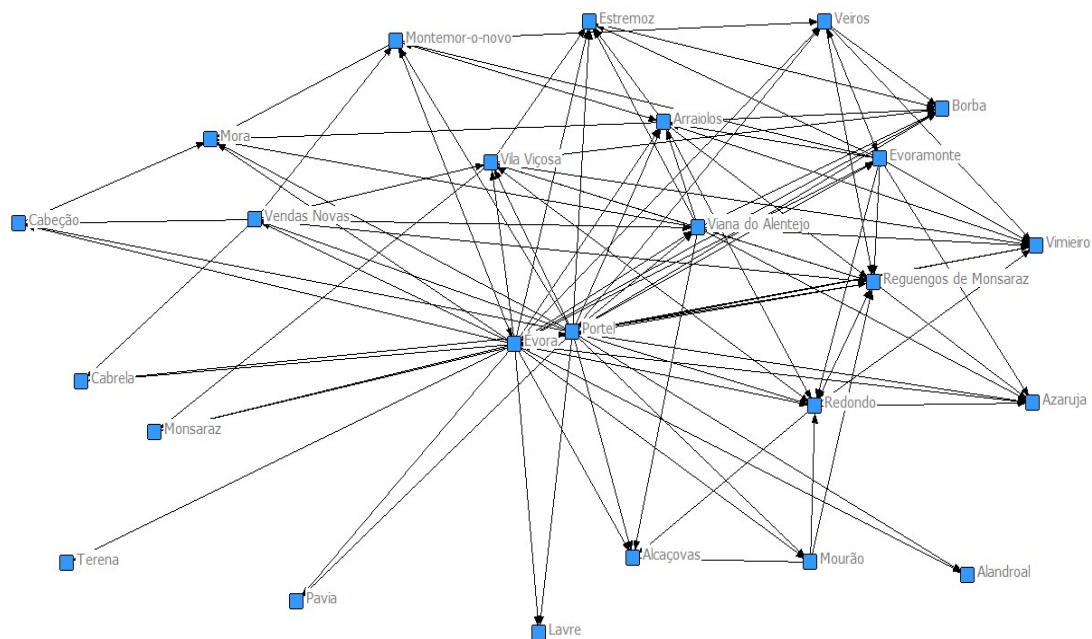 Estremoz
Veiros
Montemor-o-novo
Borba
Arraiolos
Mora
Evoramonte
Vila Viçosa
Cabeção
Vendas Novas
Viana do Alentejo
Vimieiro
Reguengos de Monsaraz
Portel
Évora
Cabrela
Redondo
Azaruja
Monsaraz
Alcaçovas
Mourão
Terena
Alandroal
Pavia
Lavre